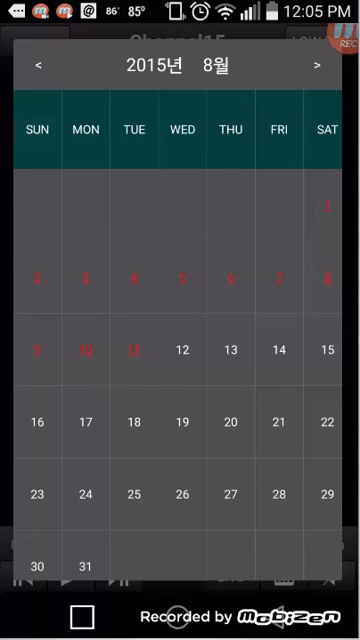 86° 85° 12:05 PM
Channel15
REC
< 2015년 8월 >
SUN MON TUE WED THU FRI SAT
1
2 3 4 5 6 7 8
9 10 11 12 13 14 15
16 17 18 19 20 21 22
23 24 25 26 27 28 29
30 31
Recorded by Mobizen